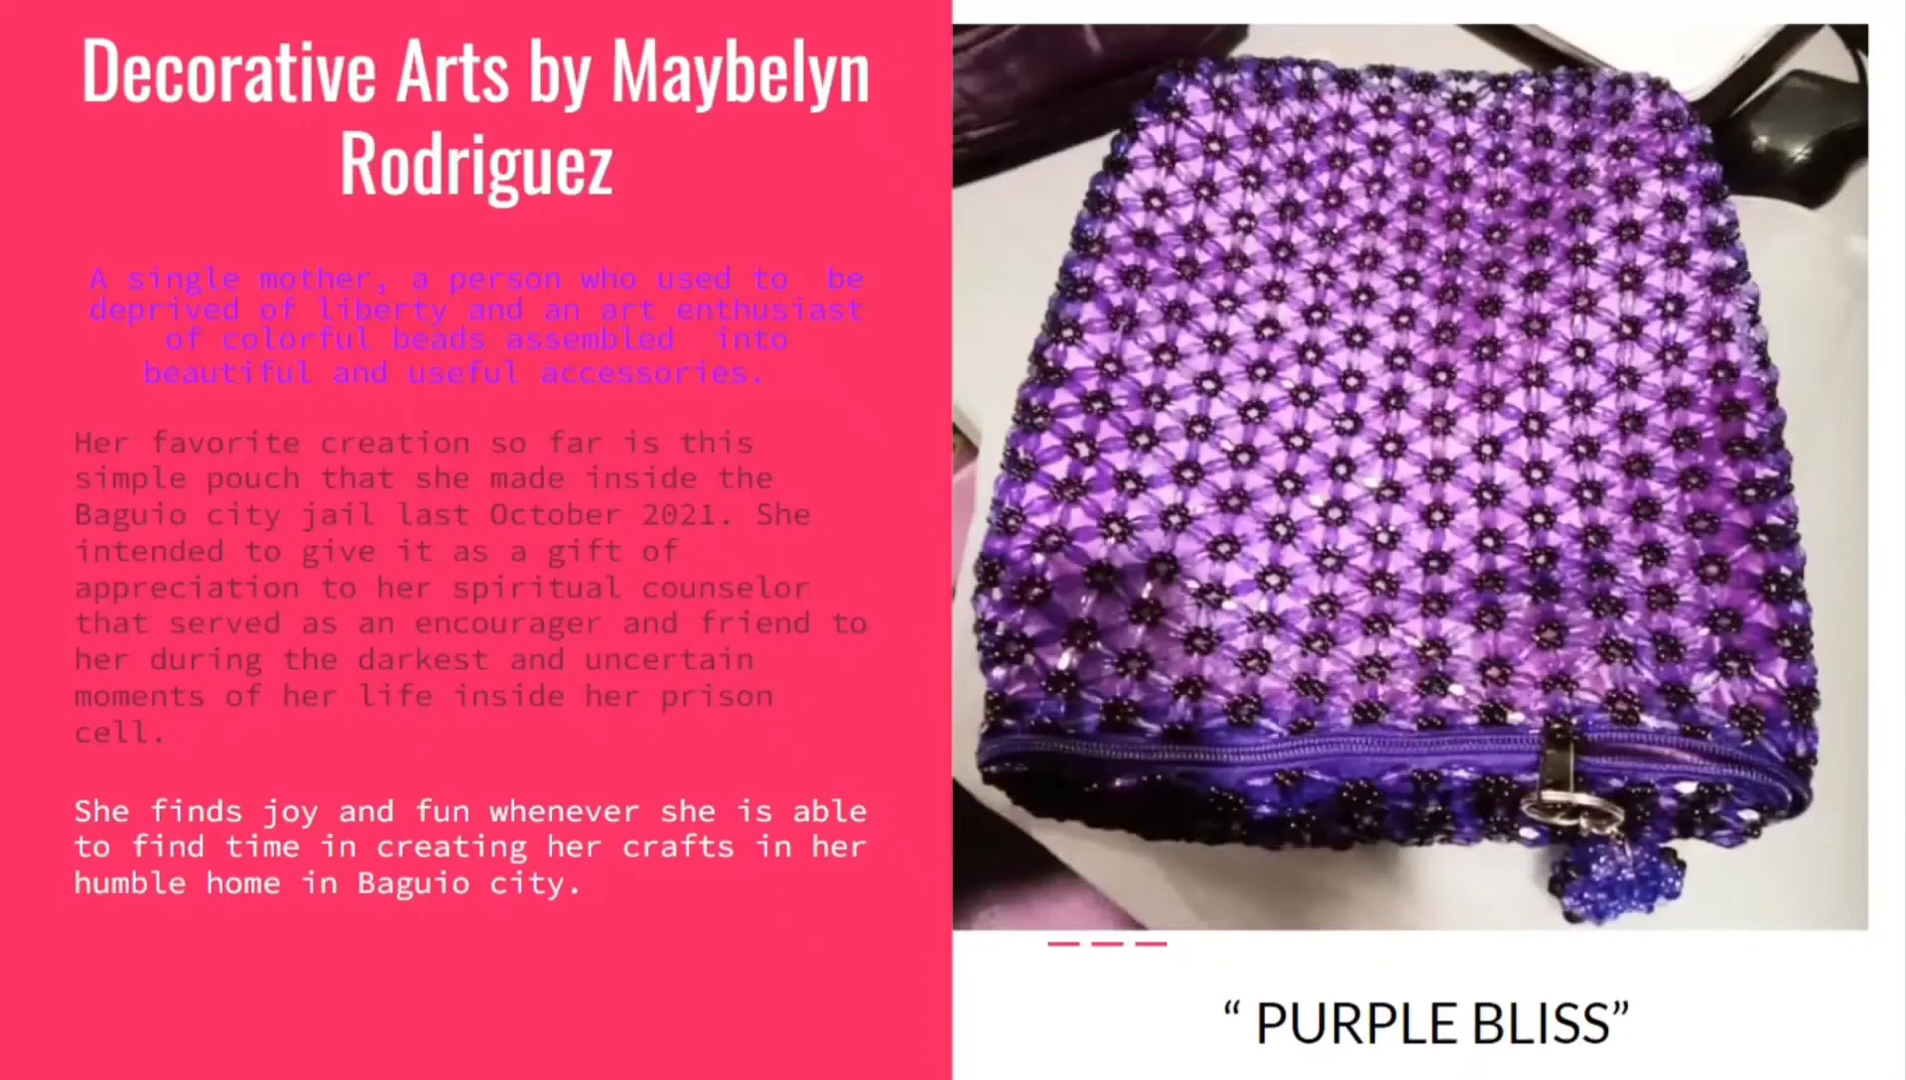 Decorative Arts by Maybelyn
Rodriguez
A single mother, a person who used to be
deprived of liberty and an art enthusiast
of colorful beads assembled into
beautiful and useful accessories.
Her favorite creation so far is this
simple pouch that she made inside the
Baguio city jail last October 2021. She
intended to give it as a gift of
appreciation to her spiritual counselor
that served as an encourager and friend to
her during the darkest and uncertain
moments of her life inside her prison
cell.
She finds joy and fun whenever she is able
to find time in creating her crafts in her
humble home in Baguio city.
“ PURPLE BLISS”